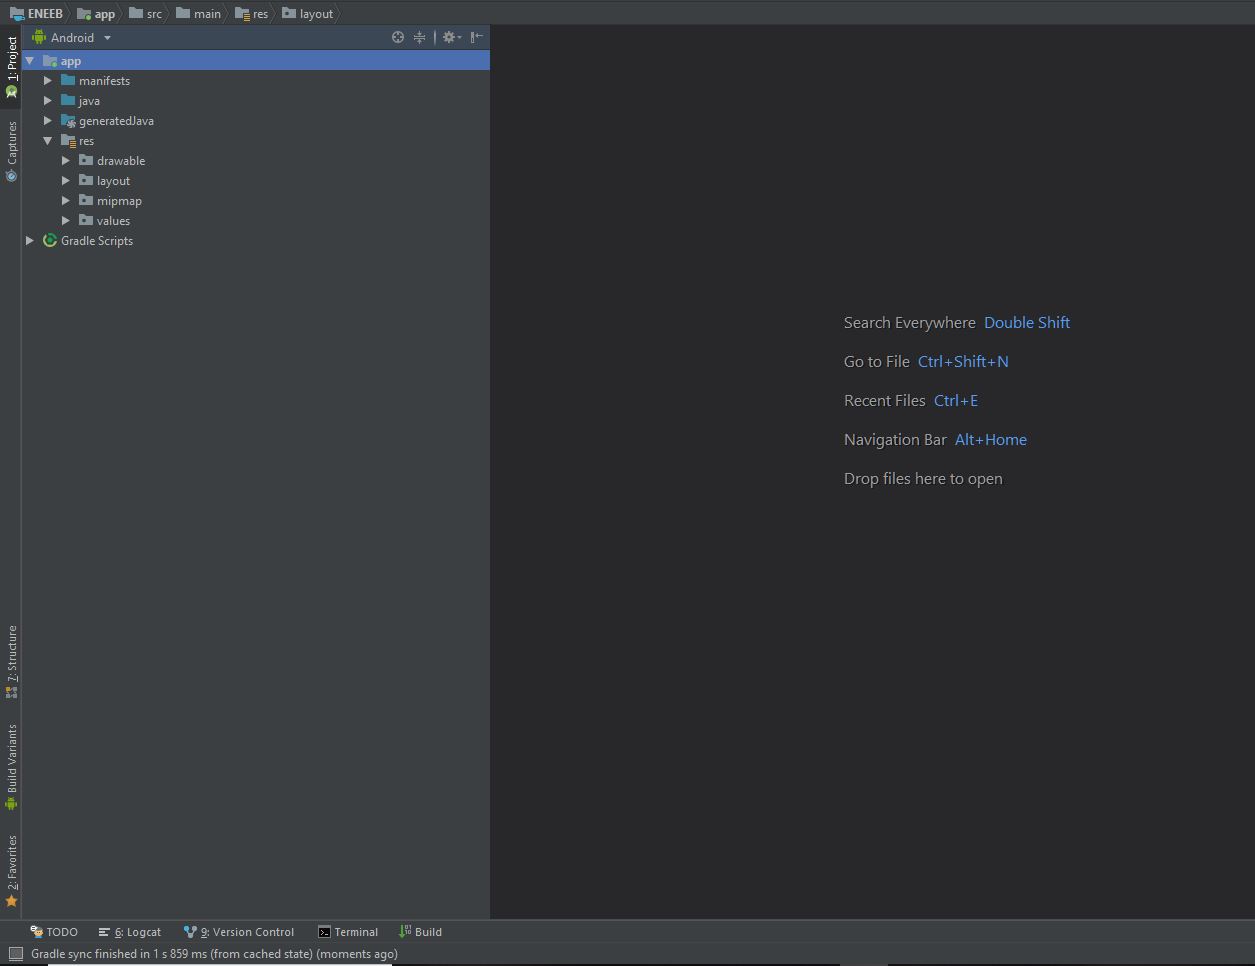 ENEEB app src main res layout
Android
1: Project
app
manifests
java
generatedJava
Captures
res
drawable
layout
mipmap
values
Gradle Scripts
Search Everywhere Double Shift
Go to File Ctrl+Shift+N
Recent Files Ctrl+E
Navigation Bar Alt+Home
Drop files here to open
7: Structure
Build Variants
2: Favorites
TODO 6: Logcat 9: Version Control Terminal Build
Gradle sync finished in 1 s 859 ms (from cached state) (moments ago)